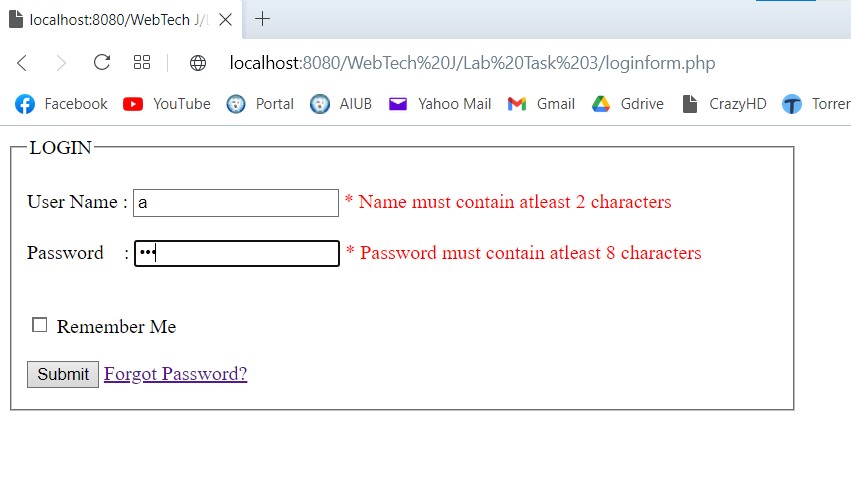 localhost:8080/WebTech J/L
localhost:8080/WebTech%20J/Lab%20Task%203/loginform.php
Facebook YouTube Portal AIUB Yahoo Mail Gmail Gdrive CrazyHD Torren
LOGIN
User Name : a * Name must contain atleast 2 characters
Password : ••• * Password must contain atleast 8 characters
Remember Me
Submit Forgot Password?